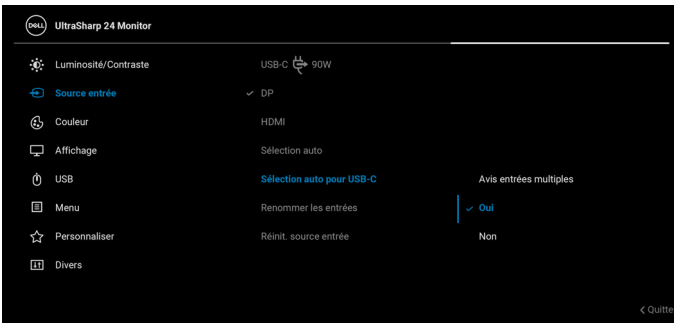 DELL UltraSharp 24 Monitor
Luminosité/Contraste USB-C 90W
Source entrée DP
Couleur HDMI
Affichage Sélection auto
USB Sélection auto pour USB-C Avis entrées multiples
Menu Renommer les entrées Oui
Personnaliser Réinit. source entrée Non
Divers
Quitte